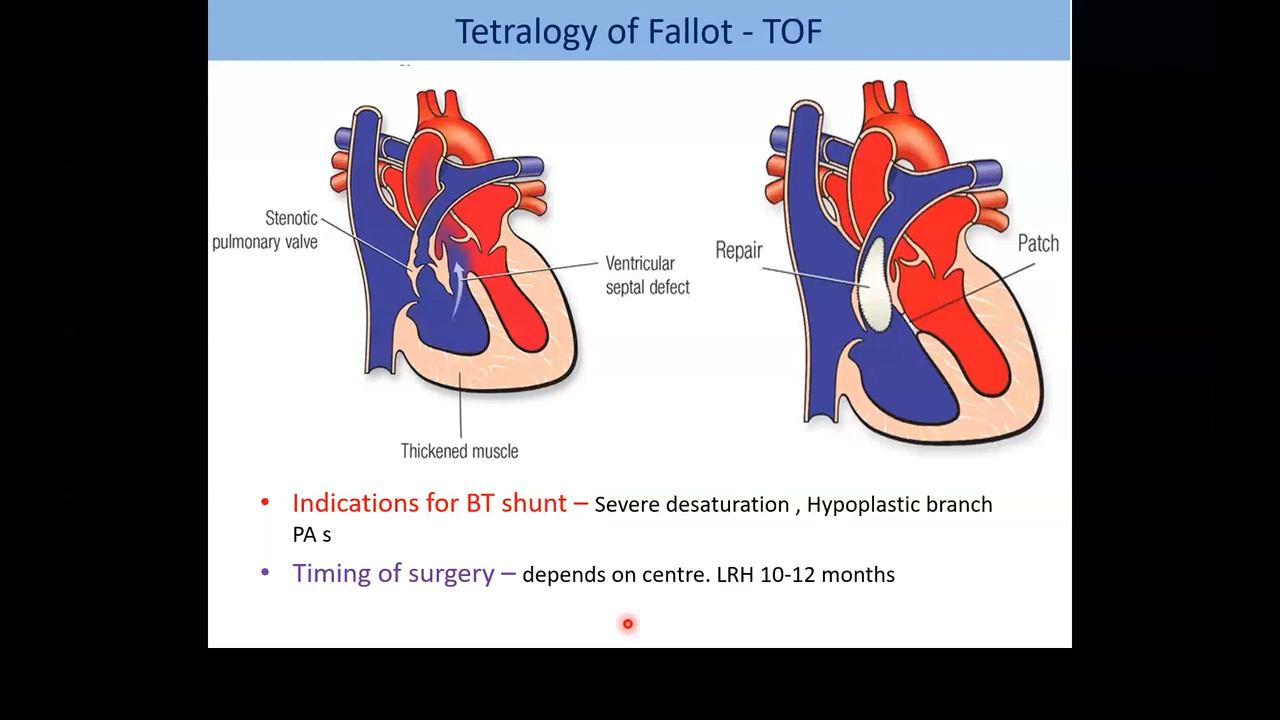 Tetralogy of Fallot - TOF
Stenotic
pulmonary valve
Ventricular
septal defect
Thickened muscle
Repair
Patch
• Indications for BT shunt – Severe desaturation , Hypoplastic branch
PA s
• Timing of surgery – depends on centre. LRH 10-12 months